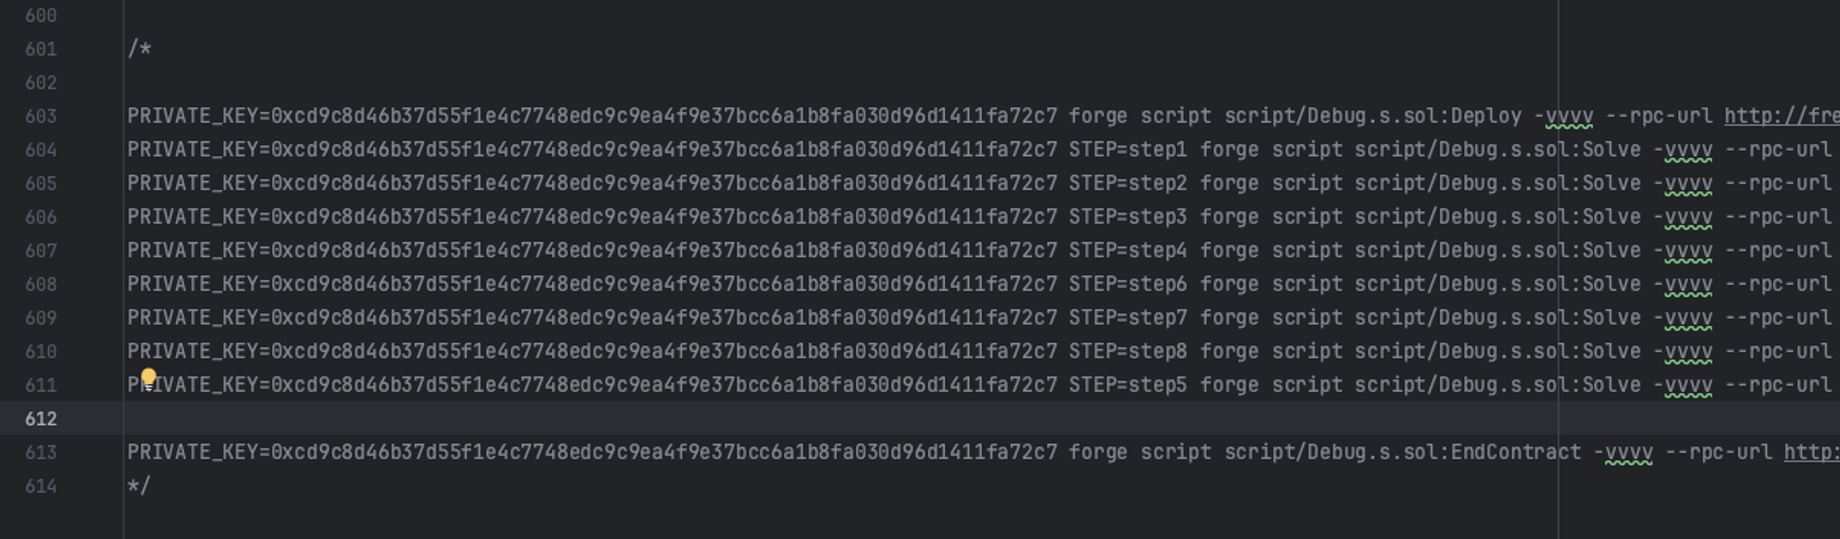 600
601 /*
602
603 PRIVATE_KEY=0xcd9c8d46b37d55f1e4c7748edc9c9ea4f9e37bcc6a1b8fa030d96d1411fa72c7 forge script script/Debug.s.sol:Deploy -vvvv --rpc-url http://fre
604 PRIVATE_KEY=0xcd9c8d46b37d55f1e4c7748edc9c9ea4f9e37bcc6a1b8fa030d96d1411fa72c7 STEP=step1 forge script script/Debug.s.sol:Solve -vvvv --rpc-url
605 PRIVATE_KEY=0xcd9c8d46b37d55f1e4c7748edc9c9ea4f9e37bcc6a1b8fa030d96d1411fa72c7 STEP=step2 forge script script/Debug.s.sol:Solve -vvvv --rpc-url
606 PRIVATE_KEY=0xcd9c8d46b37d55f1e4c7748edc9c9ea4f9e37bcc6a1b8fa030d96d1411fa72c7 STEP=step3 forge script script/Debug.s.sol:Solve -vvvv --rpc-url
607 PRIVATE_KEY=0xcd9c8d46b37d55f1e4c7748edc9c9ea4f9e37bcc6a1b8fa030d96d1411fa72c7 STEP=step4 forge script script/Debug.s.sol:Solve -vvvv --rpc-url
608 PRIVATE_KEY=0xcd9c8d46b37d55f1e4c7748edc9c9ea4f9e37bcc6a1b8fa030d96d1411fa72c7 STEP=step6 forge script script/Debug.s.sol:Solve -vvvv --rpc-url
609 PRIVATE_KEY=0xcd9c8d46b37d55f1e4c7748edc9c9ea4f9e37bcc6a1b8fa030d96d1411fa72c7 STEP=step7 forge script script/Debug.s.sol:Solve -vvvv --rpc-url
610 PRIVATE_KEY=0xcd9c8d46b37d55f1e4c7748edc9c9ea4f9e37bcc6a1b8fa030d96d1411fa72c7 STEP=step8 forge script script/Debug.s.sol:Solve -vvvv --rpc-url
611 PRIVATE_KEY=0xcd9c8d46b37d55f1e4c7748edc9c9ea4f9e37bcc6a1b8fa030d96d1411fa72c7 STEP=step5 forge script script/Debug.s.sol:Solve -vvvv --rpc-url
612
613 PRIVATE_KEY=0xcd9c8d46b37d55f1e4c7748edc9c9ea4f9e37bcc6a1b8fa030d96d1411fa72c7 forge script script/Debug.s.sol:EndContract -vvvv --rpc-url http:
614 */